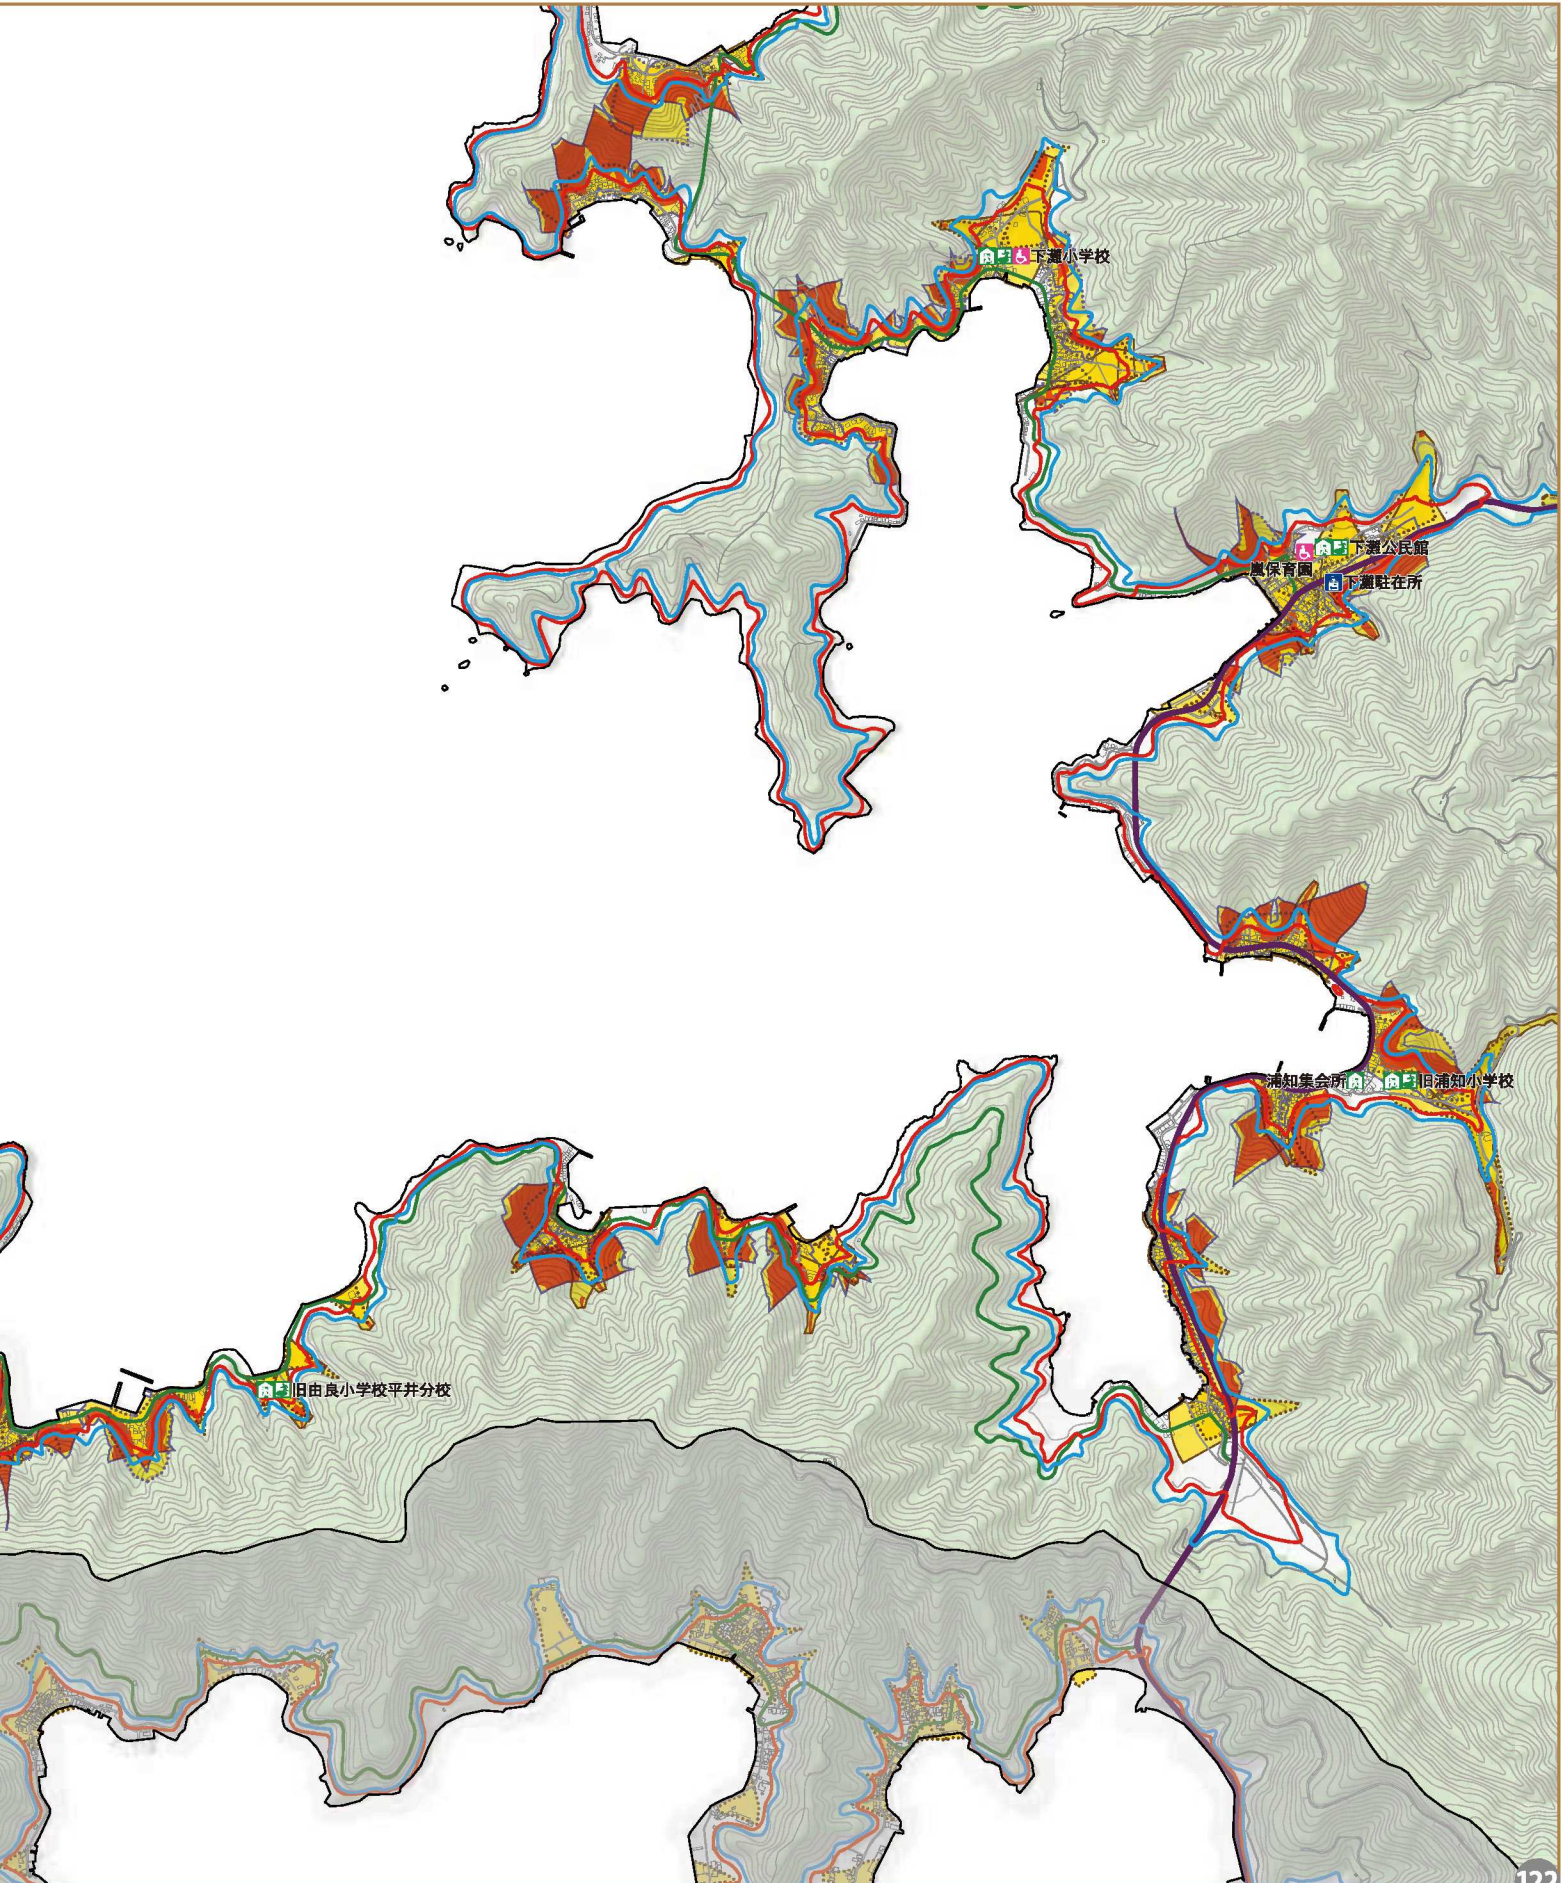 下灘小学校
下灘公民館
嵐保育園
下灘駐在所
浦知集会所
旧浦知小学校
旧由良小学校平井分校
122